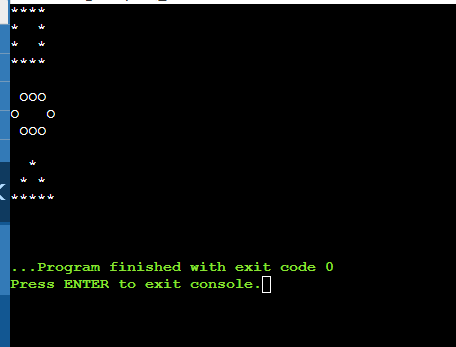 ****
*  *
*  *
****

 OOO
O   O
 OOO

  *
 * *
*****

...Program finished with exit code 0
Press ENTER to exit console.